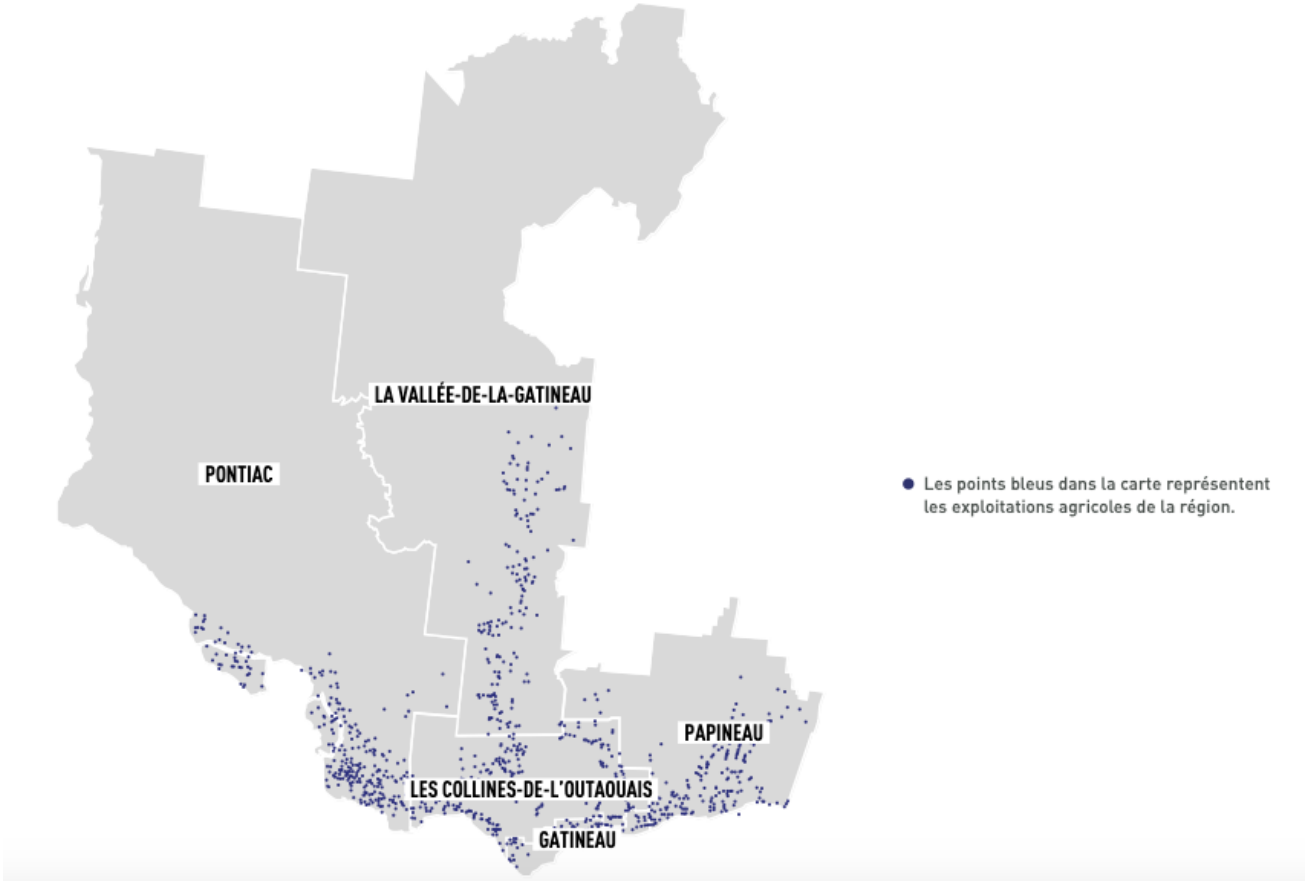 LA VALLÉE-DE-LA-GATINEAU
PONTIAC
Les points bleus dans la carte représentent
les exploitations agricoles de la région.
PAPINEAU
LES COLLINES-DE-L'OUTAOUAIS
GATINEAU